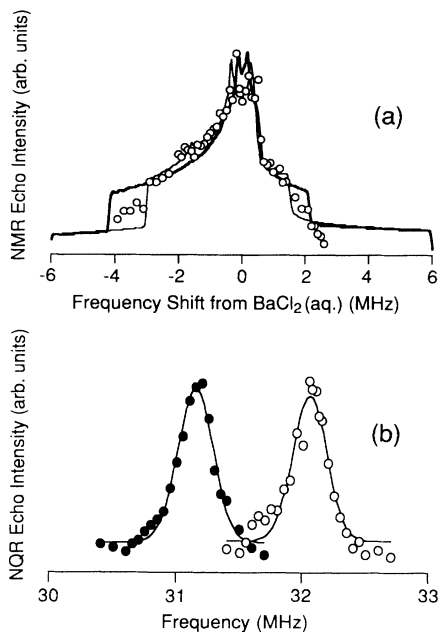 NMR Echo Intensity (arb. units)
(a)
-6 -4 -2 0 2 4 6
Frequency Shift from BaCl2 (aq.) (MHz)
NQR Echo Intensity (arb. units)
(b)
30 31 32 33
Frequency (MHz)